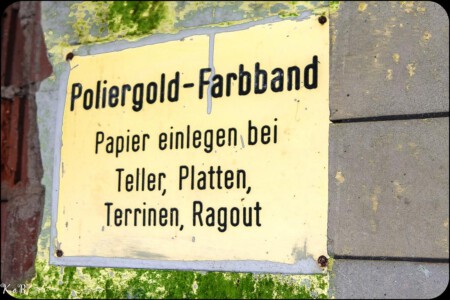 Poliergold-Farbband
Papier einlegen bei
Teller, Platten,
Terrinen, Ragout